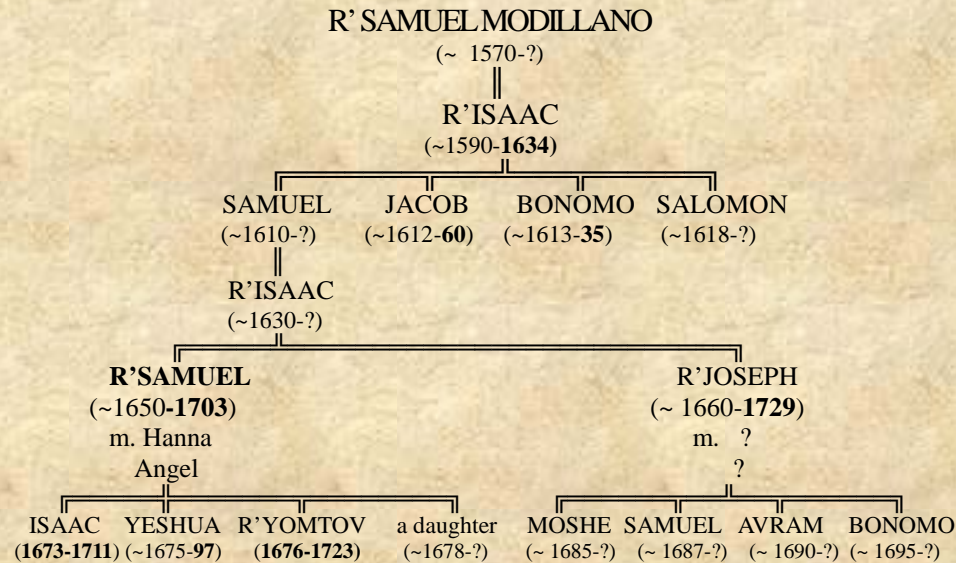 R’ SAMUEL MODILLANO
(~ 1570-?)
R’ISAAC
(~1590-1634)
SAMUEL JACOB BONOMO SALOMON
(~1610-?) (~1612-60) (~1613-35) (~1618-?)
R’ISAAC
(~1630-?)
R’SAMUEL R’JOSEPH
(~1650-1703) (~ 1660-1729)
m. Hanna m. ?
Angel ?
ISAAC YESHUA R’YOMTOV a daughter MOSHE SAMUEL AVRAM BONOMO
(1673-1711) (~1675-97) (1676-1723) (~1678-?) (~ 1685-?) (~ 1687-?) (~ 1690-?) (~ 1695-?)